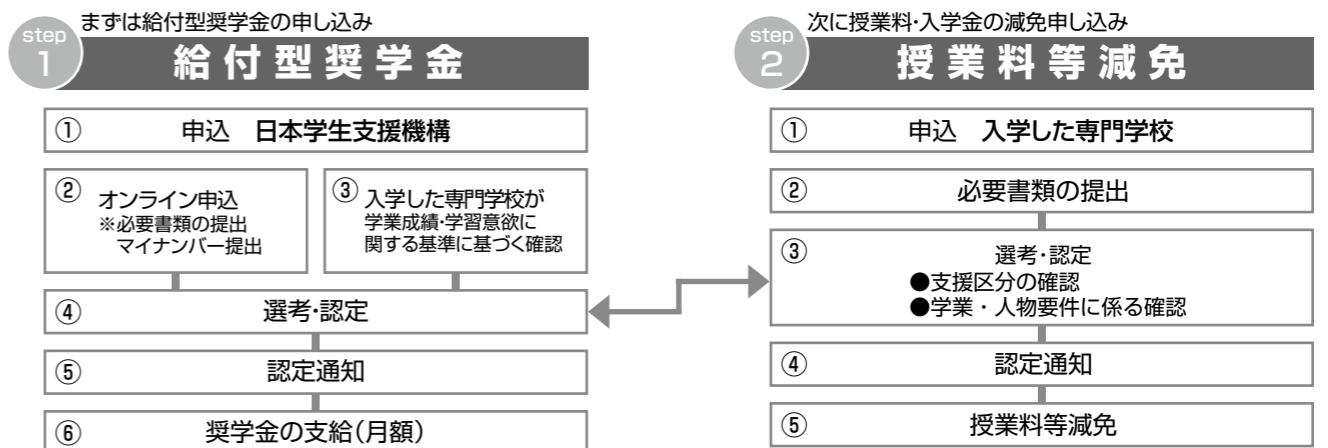 step
1
まずは給付型奨学金の申し込み
給付型奨学金
① 申込 日本学生支援機構
② オンライン申込
※必要書類の提出
マイナンバー提出
③ 入学した専門学校が
学業成績・学習意欲に
関する基準に基づく確認
④ 選考・認定
⑤ 認定通知
⑥ 奨学金の支給(月額)
step
2
次に授業料・入学金の減免申し込み
授業料等減免
① 申込 入学した専門学校
② 必要書類の提出
③ 選考・認定
●支援区分の確認
●学業・人物要件に係る確認
④ 認定通知
⑤ 授業料等減免